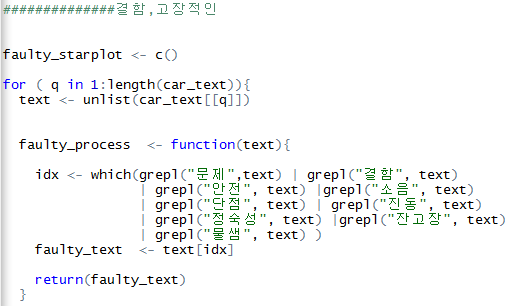 ##############결함,고장적인
faulty_starplot <- c()
for ( q in 1:length(car_text)){
text <- unlist(car_text[[q]])
faulty_process  <- function(text){
idx <- which(grepl("문제",text) | grepl("결함", text)
| grepl("안전", text) |grepl("소음", text)
| grepl("단점", text) | grepl("진동", text)
| grepl("정숙성", text) |grepl("잔고장", text)
| grepl("물샘", text) )
faulty_text  <- text[idx]
return(faulty_text)
}